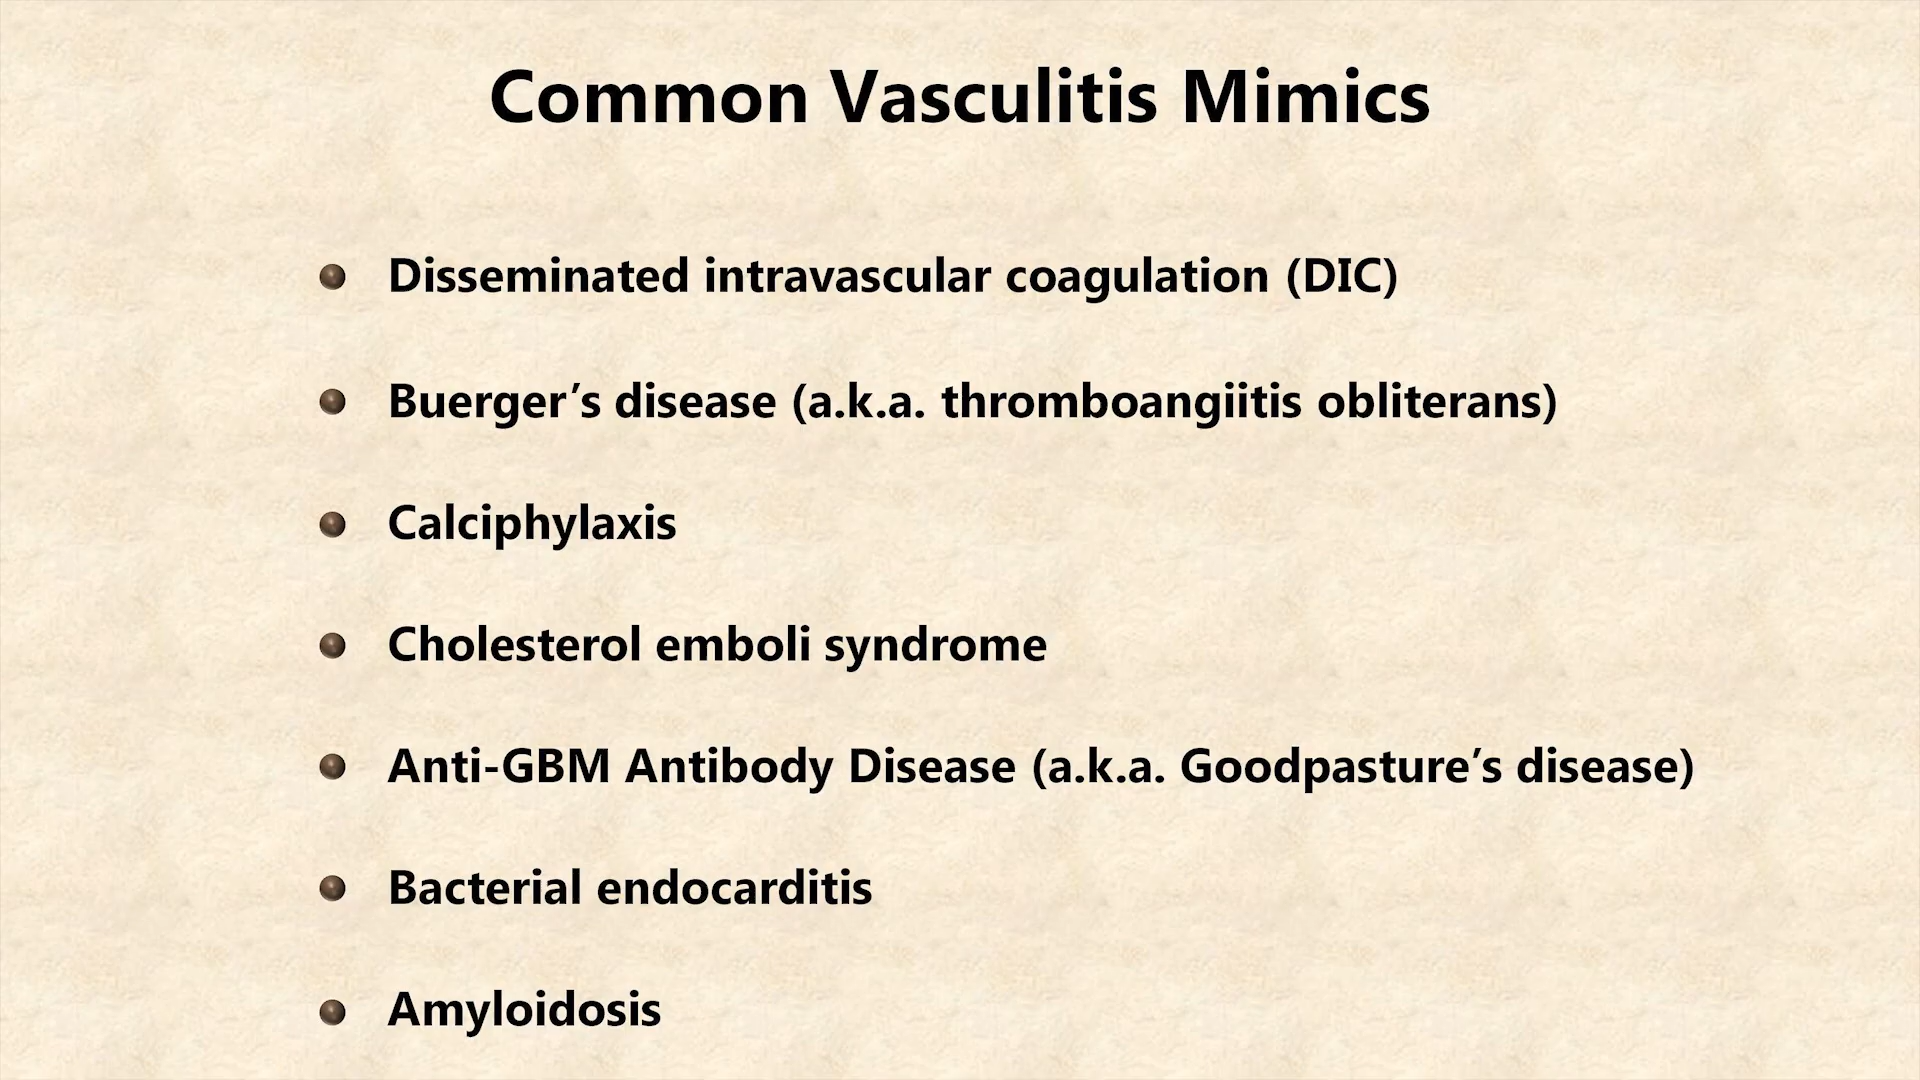 Common Vasculitis Mimics
Disseminated intravascular coagulation (DIC)
Buerger’s disease (a.k.a. thromboangiitis obliterans)
Calciphylaxis
Cholesterol emboli syndrome
Anti-GBM Antibody Disease (a.k.a. Goodpasture’s disease)
Bacterial endocarditis
Amyloidosis